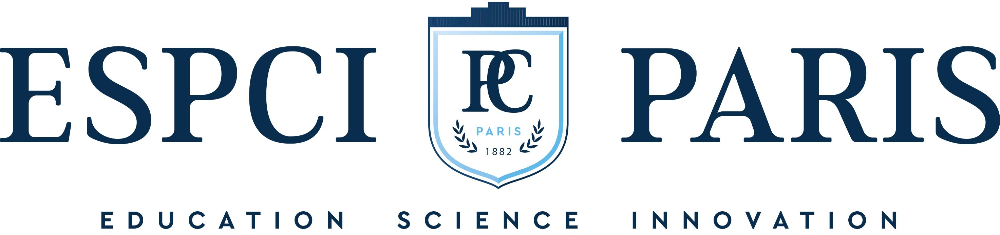 ESPCI PARIS
PC
PARIS
1882
EDUCATION SCIENCE INNOVATION